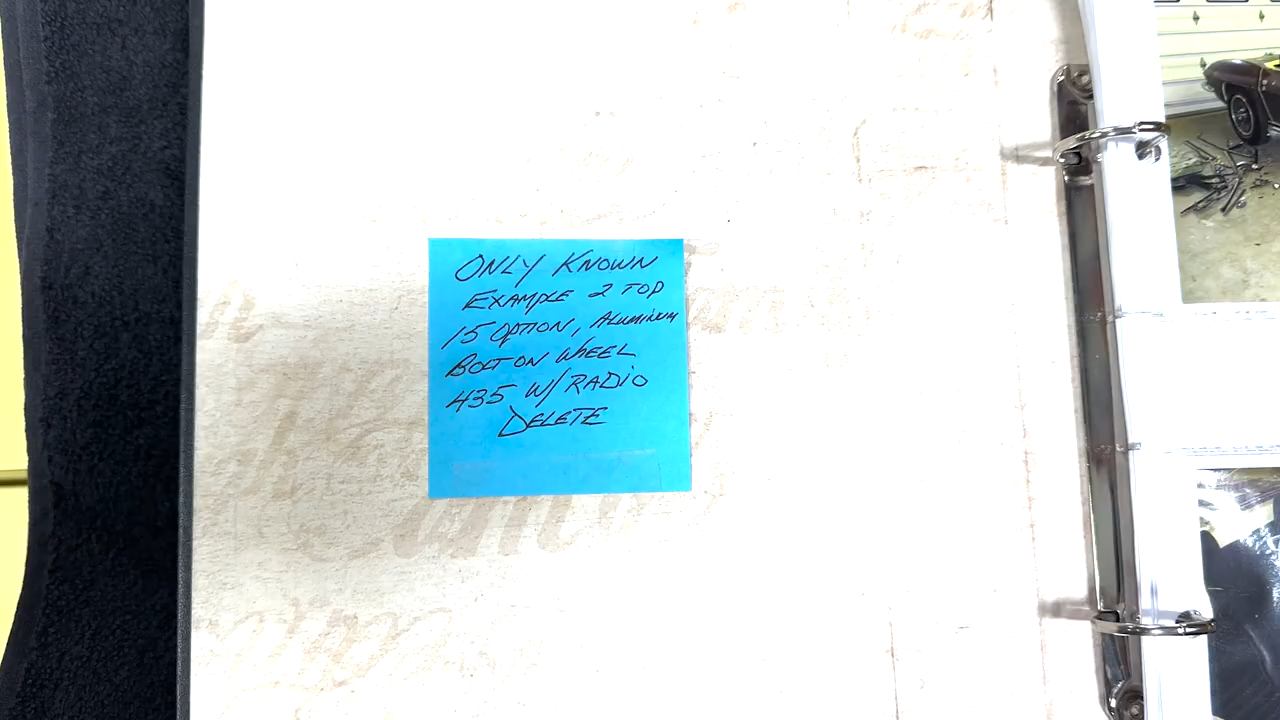 ONLY KNOWN
EXAMPLE 2 TOP
15 OPTION, ALUMINUM
BOLT ON WHEEL
435 W/ RADIO
DELETE